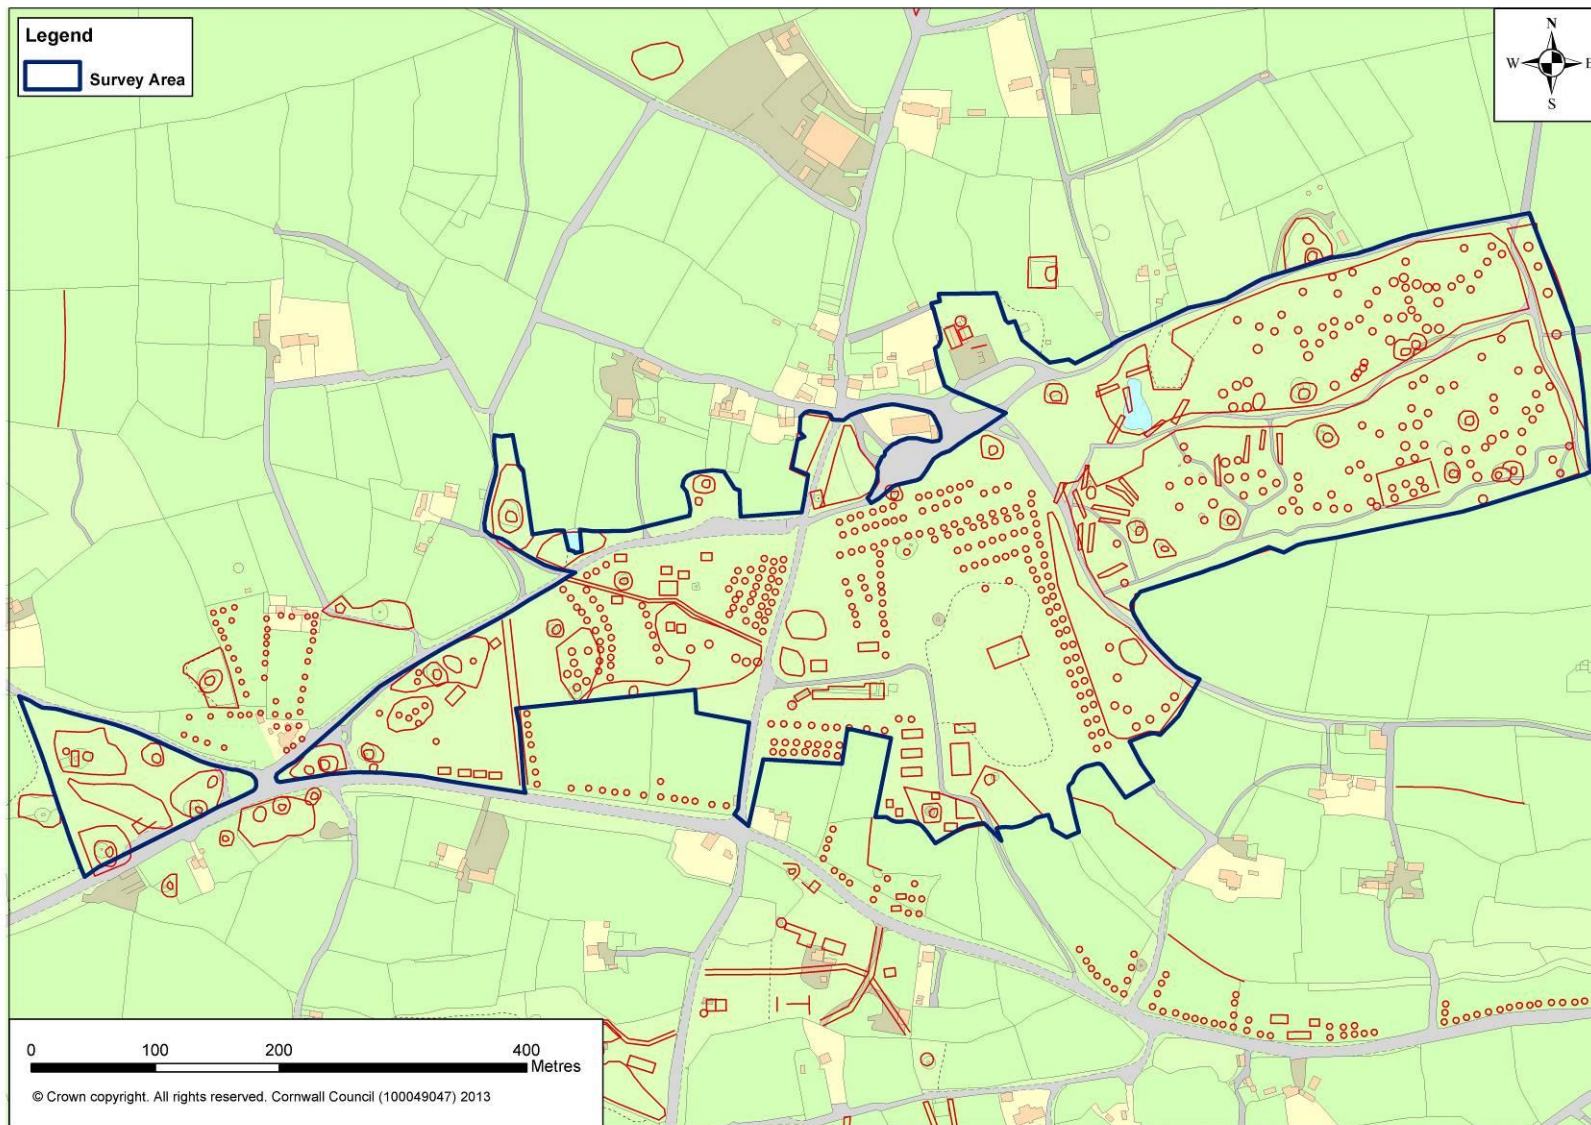 Legend
Survey Area
N
W E
S
0 100 200 400
Metres
© Crown copyright. All rights reserved. Cornwall Council (100049047) 2013